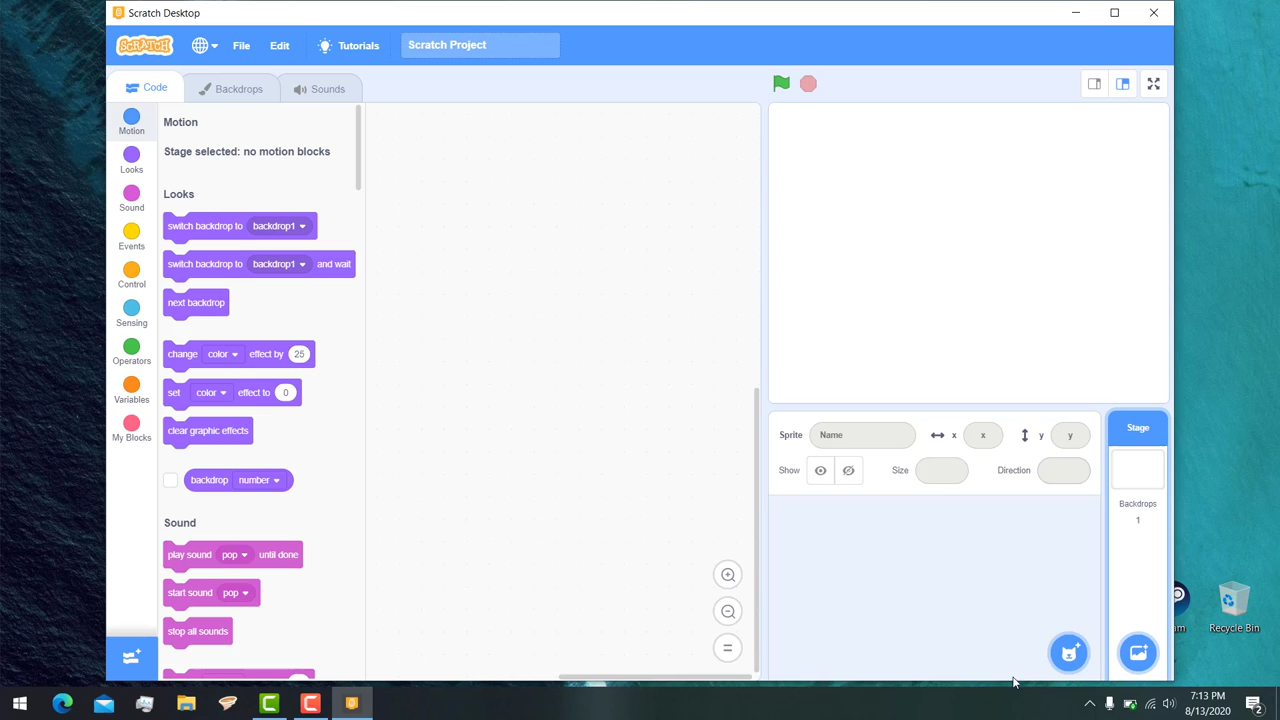 Scratch Desktop
SCRATCH
File
Edit
Tutorials
Scratch Project
Code
Backdrops
Sounds
Motion
Looks
Sound
Events
Control
Sensing
Operators
Variables
My Blocks
Motion
Stage selected: no motion blocks
Looks
switch backdrop to backdrop1
switch backdrop to backdrop1 and wait
next backdrop
change color effect by 25
set color effect to 0
clear graphic effects
backdrop number
Sound
play sound pop until done
start sound pop
stop all sounds
Sprite Name x x y y
Show Size Direction
Stage
Backdrops
1
Recycle Bin
7:13 PM
8/13/2020
2